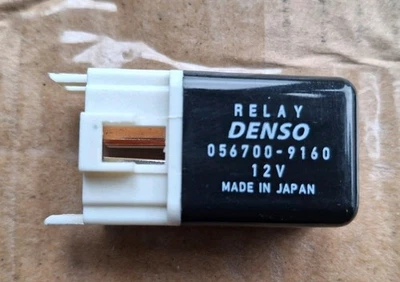 RELAY
DENSO
056700-9160
12V
MADE IN JAPAN